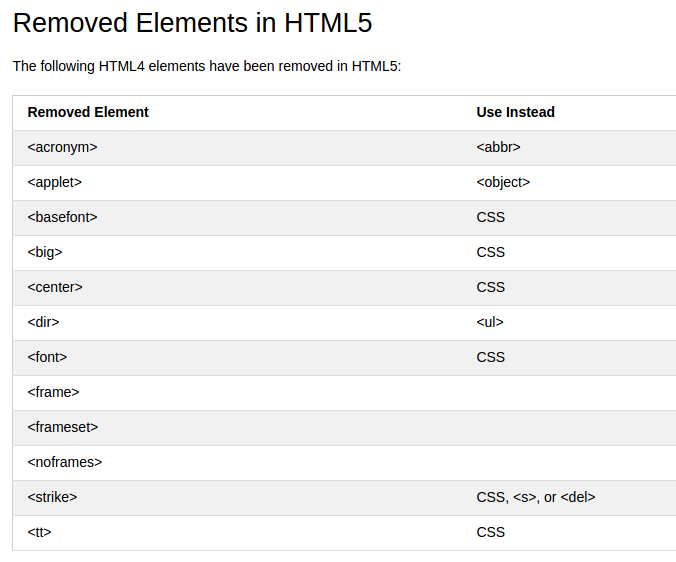 Removed Elements in HTML5
The following HTML4 elements have been removed in HTML5:
Removed Element Use Instead
<acronym> <abbr>
<applet> <object>
<basefont> CSS
<big> CSS
<center> CSS
<dir> <ul>
<font> CSS
<frame>
<frameset>
<noframes>
<strike> CSS, <s>, or <del>
<tt> CSS